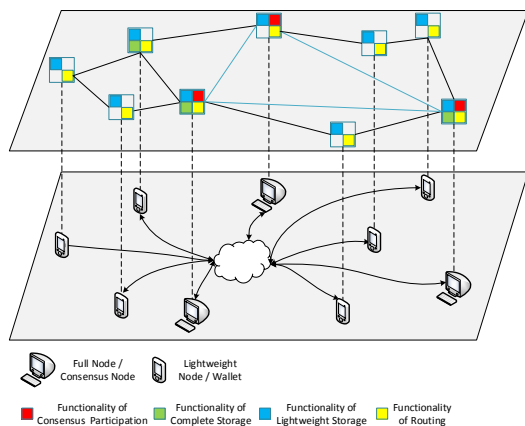 Full Node /
Consensus Node
Lightweight
Node / Wallet
Functionality of
Consensus Participation
Functionality of
Complete Storage
Functionality of
Lightweight Storage
Functionality
of Routing